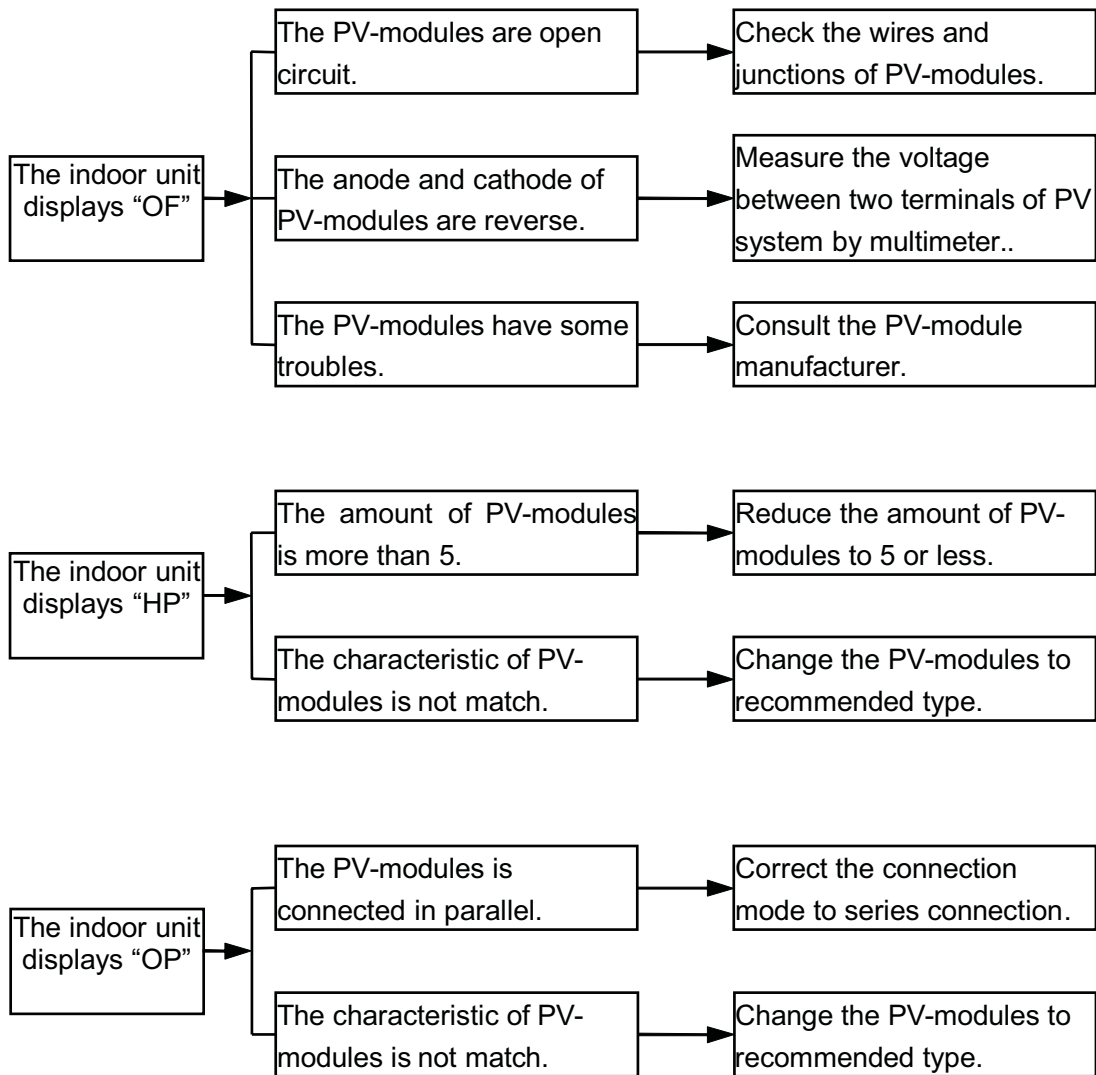 The PV-modules are open
circuit.
Check the wires and
junctions of PV-modules.
The indoor unit
displays “OF”
The anode and cathode of
PV-modules are reverse.
Measure the voltage
between two terminals of PV
system by multimeter..
The PV-modules have some
troubles.
Consult the PV-module
manufacturer.
The indoor unit
displays “HP”
The amount of PV-modules
is more than 5.
Reduce the amount of PV-
modules to 5 or less.
The characteristic of PV-
modules is not match.
Change the PV-modules to
recommended type.
The indoor unit
displays “OP”
The PV-modules is
connected in parallel.
Correct the connection
mode to series connection.
The characteristic of PV-
modules is not match.
Change the PV-modules to
recommended type.